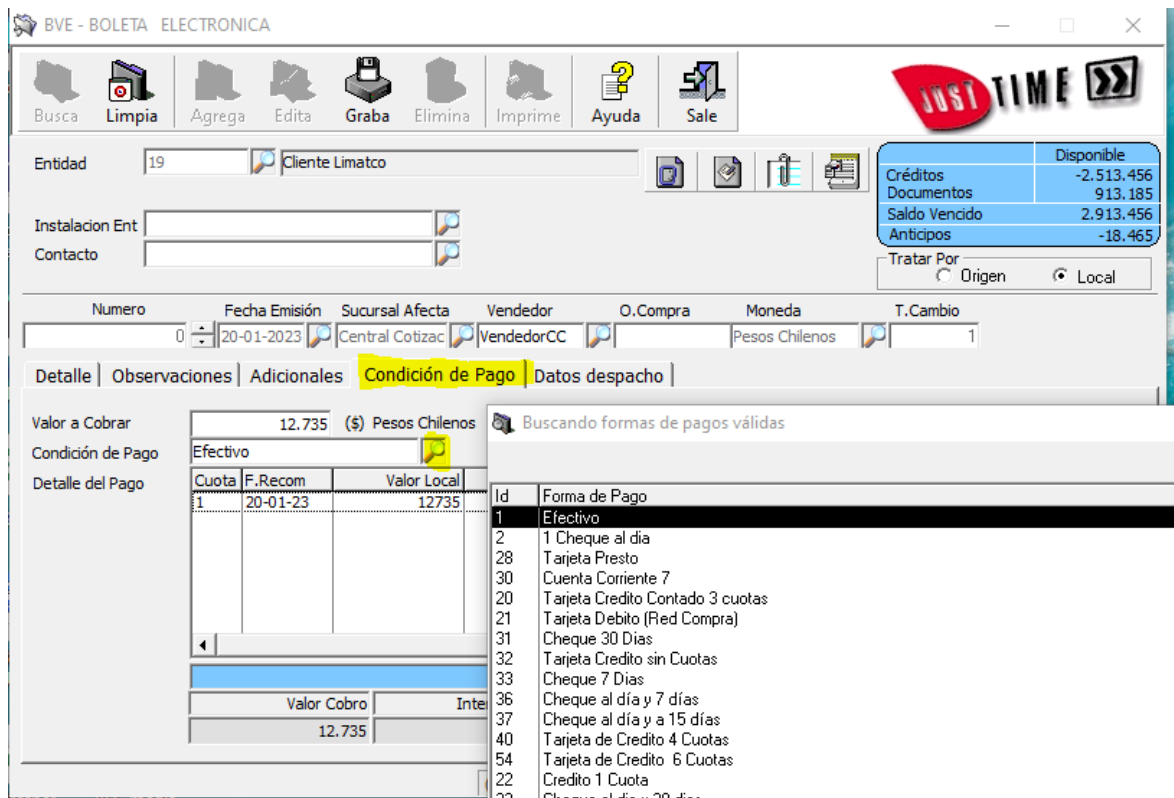 BVE - BOLETA ELECTRONICA
Busca Limpia Agrega Edita Graba Elimina Imprime Ayuda Sale
JUST TIME
Entidad 19 Cliente Limatco
Disponible
Créditos -2.513.456
Documentos 913.185
Saldo Vencido 2.913.456
Anticipos -18.465
Instalacion Ent
Contacto
Tratar Por
Origen Local
Numero Fecha Emisión Sucursal Afecta Vendedor O.Compra Moneda T.Cambio
0 20-01-2023 Central Cotizac VendedorCC Pesos Chilenos 1
Detalle Observaciones Adicionales Condición de Pago Datos despacho
Valor a Cobrar 12.735 ($) Pesos Chilenos
Condición de Pago Efectivo
Detalle del Pago
Cuota F.Recom Valor Local
1 20-01-23 12735
Valor Cobro Inte
12.735
Buscando formas de pagos válidas
Id Forma de Pago
1 Efectivo
2 1 Cheque al dia
28 Tarjeta Presto
30 Cuenta Corriente 7
20 Tarjeta Credito Contado 3 cuotas
21 Tarjeta Debito (Red Compra)
31 Cheque 30 Dias
32 Tarjeta Credito sin Cuotas
33 Cheque 7 Dias
36 Cheque al día y 7 días
37 Cheque al día y a 15 días
40 Tarjeta de Credito 4 Cuotas
54 Tarjeta de Credito 6 Cuotas
22 Credito 1 Cuota